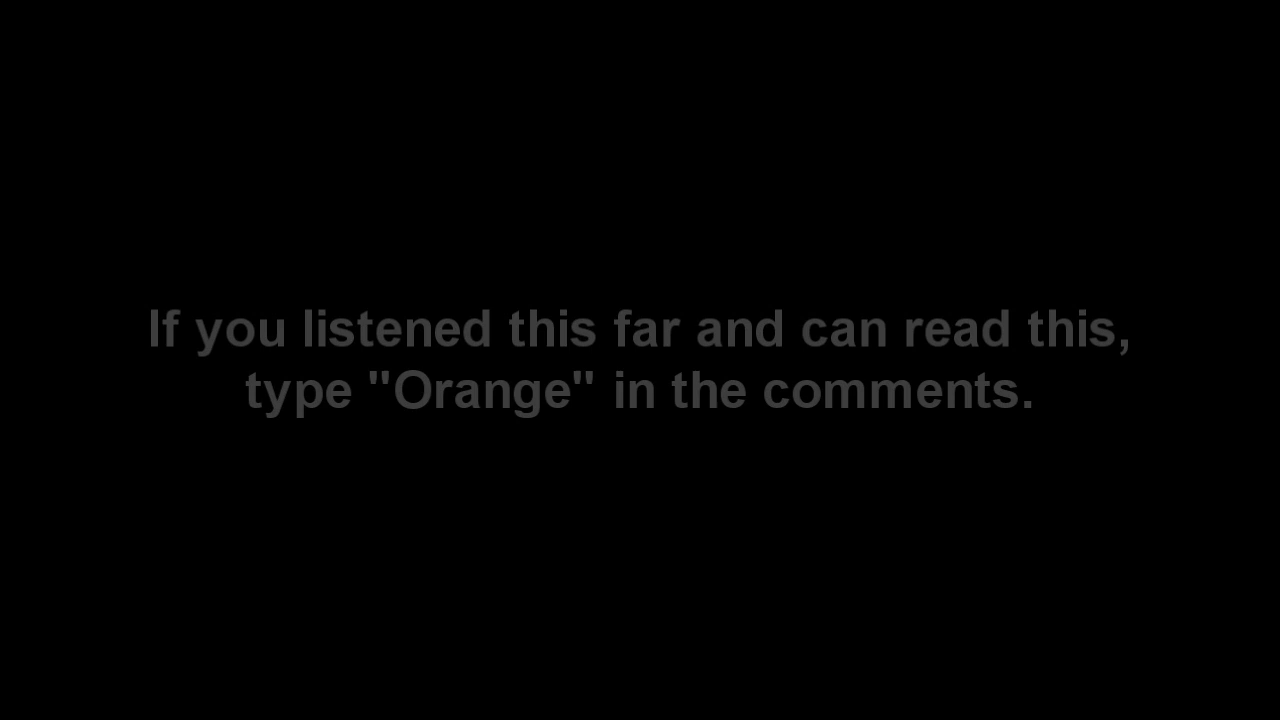 If you listened this far and can read this,
type "Orange" in the comments.